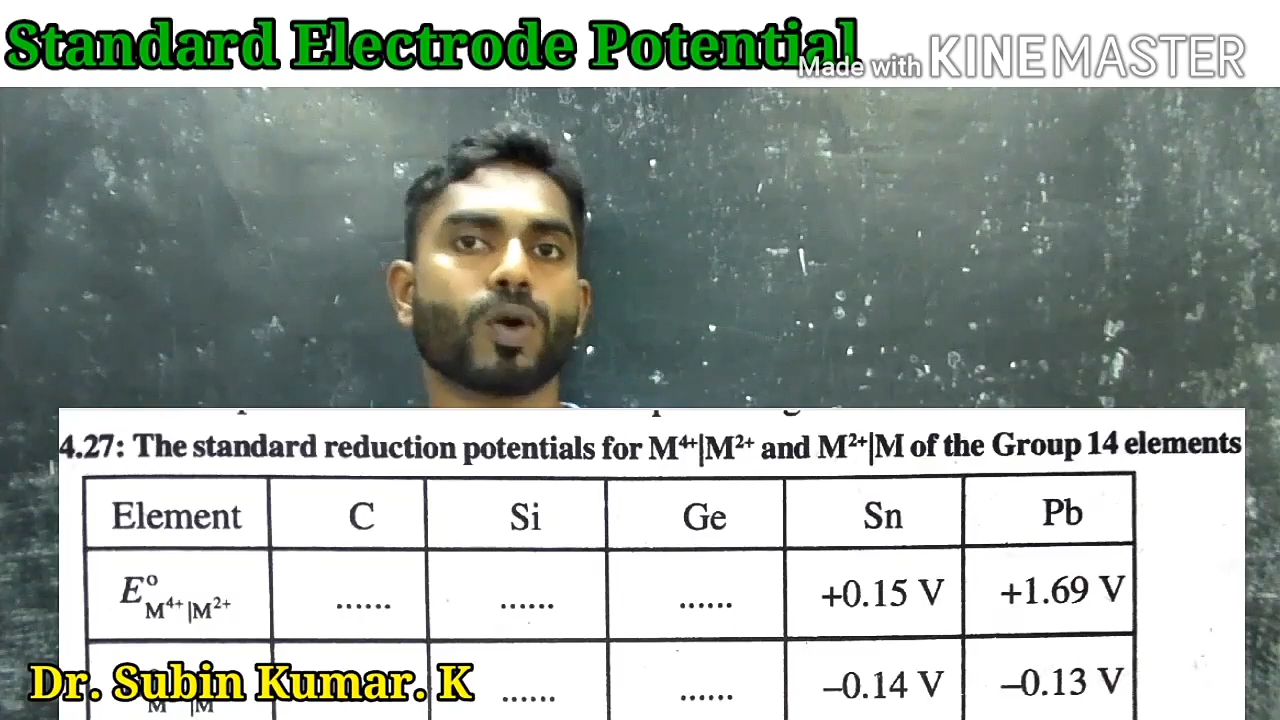 Standard Electrode Potential
Made with KINEMASTER
4.27: The standard reduction potentials for M⁴⁺|M²⁺ and M²⁺|M of the Group 14 elements
Element C Si Ge Sn Pb
E°M⁴⁺|M²⁺ ...... ...... ...... +0.15 V +1.69 V
...... ...... –0.14 V –0.13 V
Dr. Subin Kumar. K